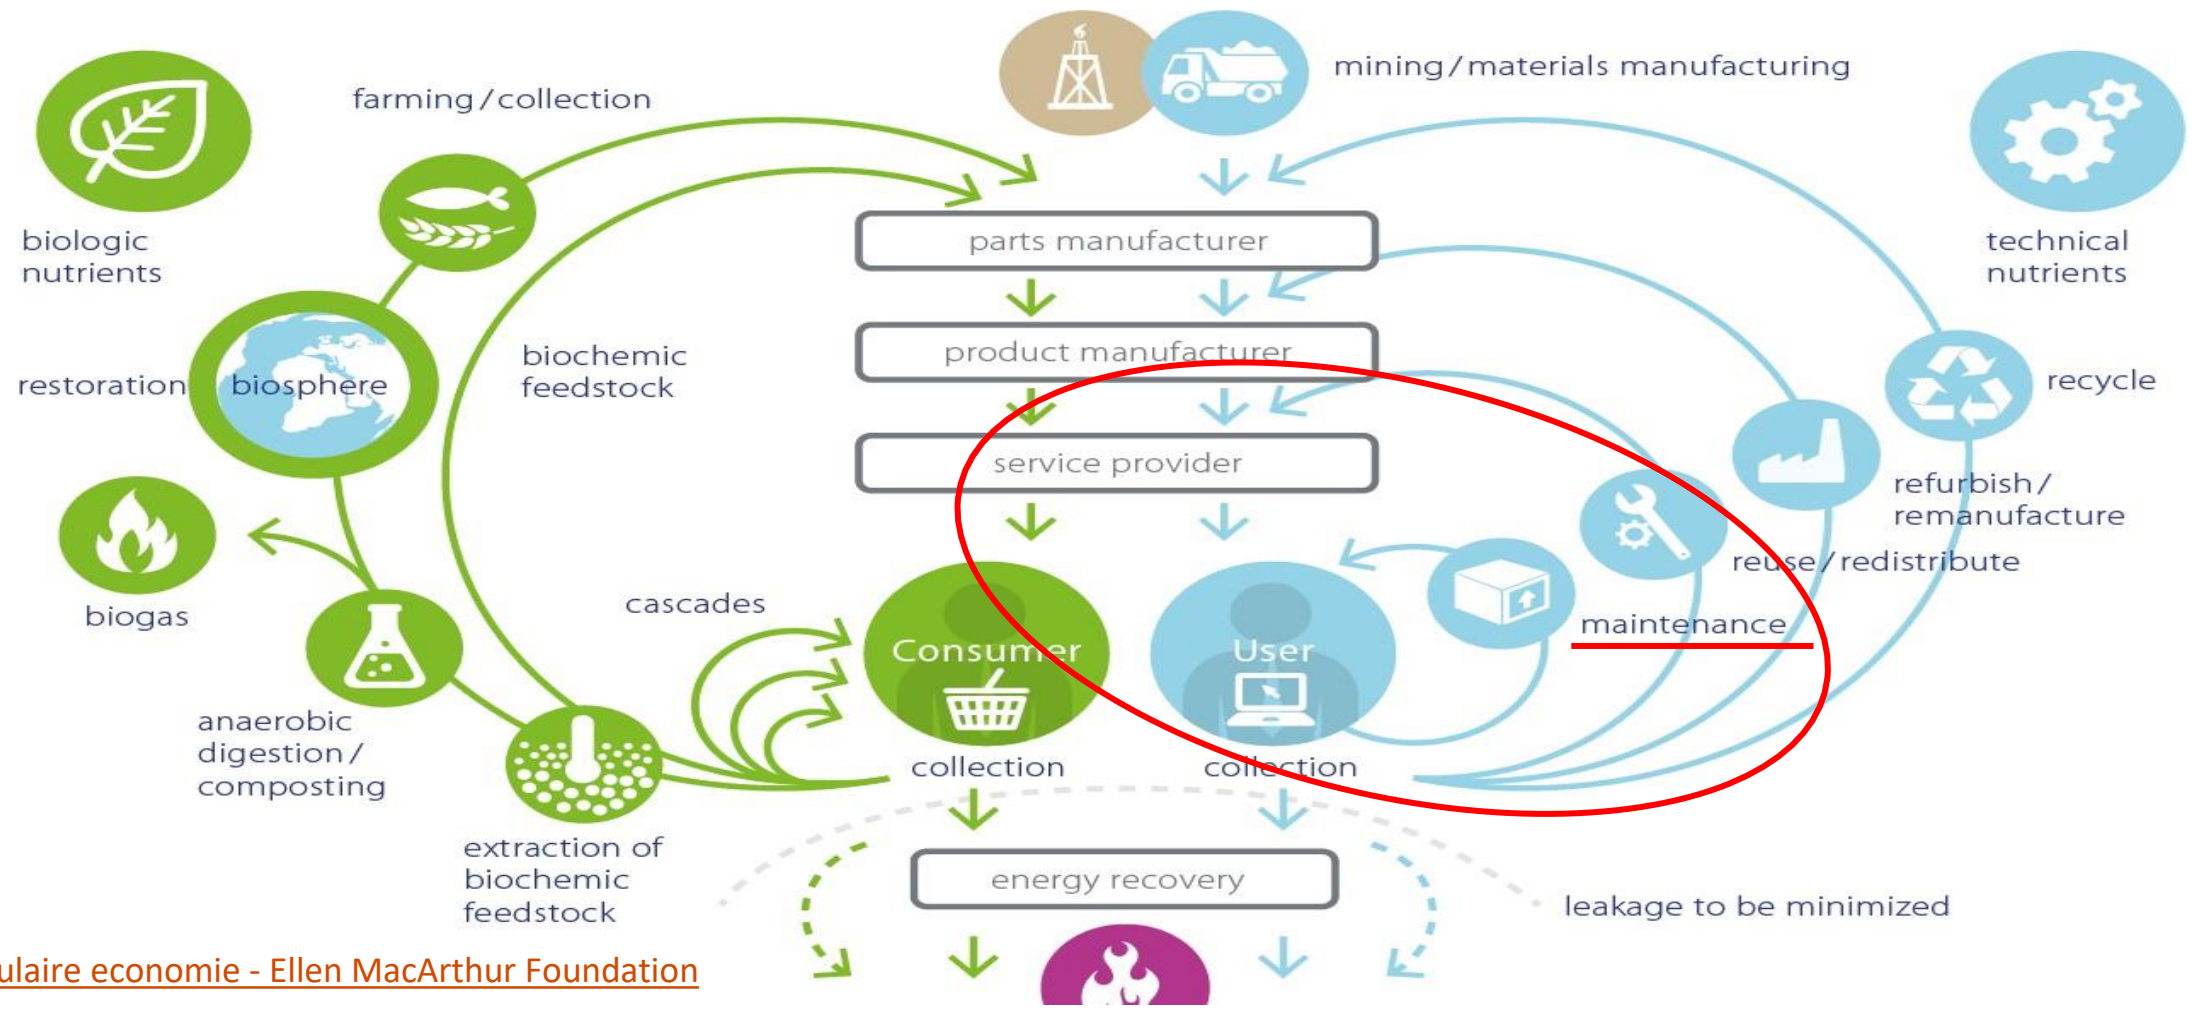 mining/materials manufacturing
farming/collection
biologic
nutrients
technical
nutrients
parts manufacturer
biochemic
feedstock
product manufacturer
restoration
biosphere
recycle
service provider
refurbish/
remanufacture
reuse/redistribute
biogas
cascades
maintenance
Consumer
User
anaerobic
digestion/
composting
collection
collection
extraction of
biochemic
feedstock
energy recovery
leakage to be minimized
ulaire economie - Ellen MacArthur Foundation